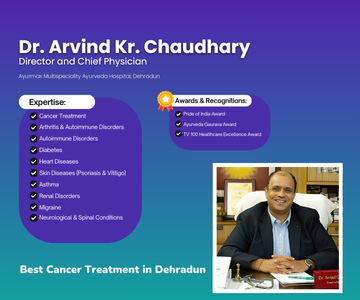 Dr. Arvind Kr. Chaudhary
Director and Chief Physician
Ayurmax Multispeciality Ayurveda Hospital, Dehradun
Expertise:
Cancer Treatment
Arthritis & Autoimmune Disorders
Autoimmune Disorders
Diabetes
Heart Diseases
Skin Diseases (Psoriasis & Vitiligo)
Asthma
Renal Disorders
Migraine
Neurological & Spinal Conditions
Awards & Recognitions:
Pride of India Award
Ayurveda Gaurava Award
TV 100 Healthcare Excellence Award
Best Cancer Treatment in Dehradun